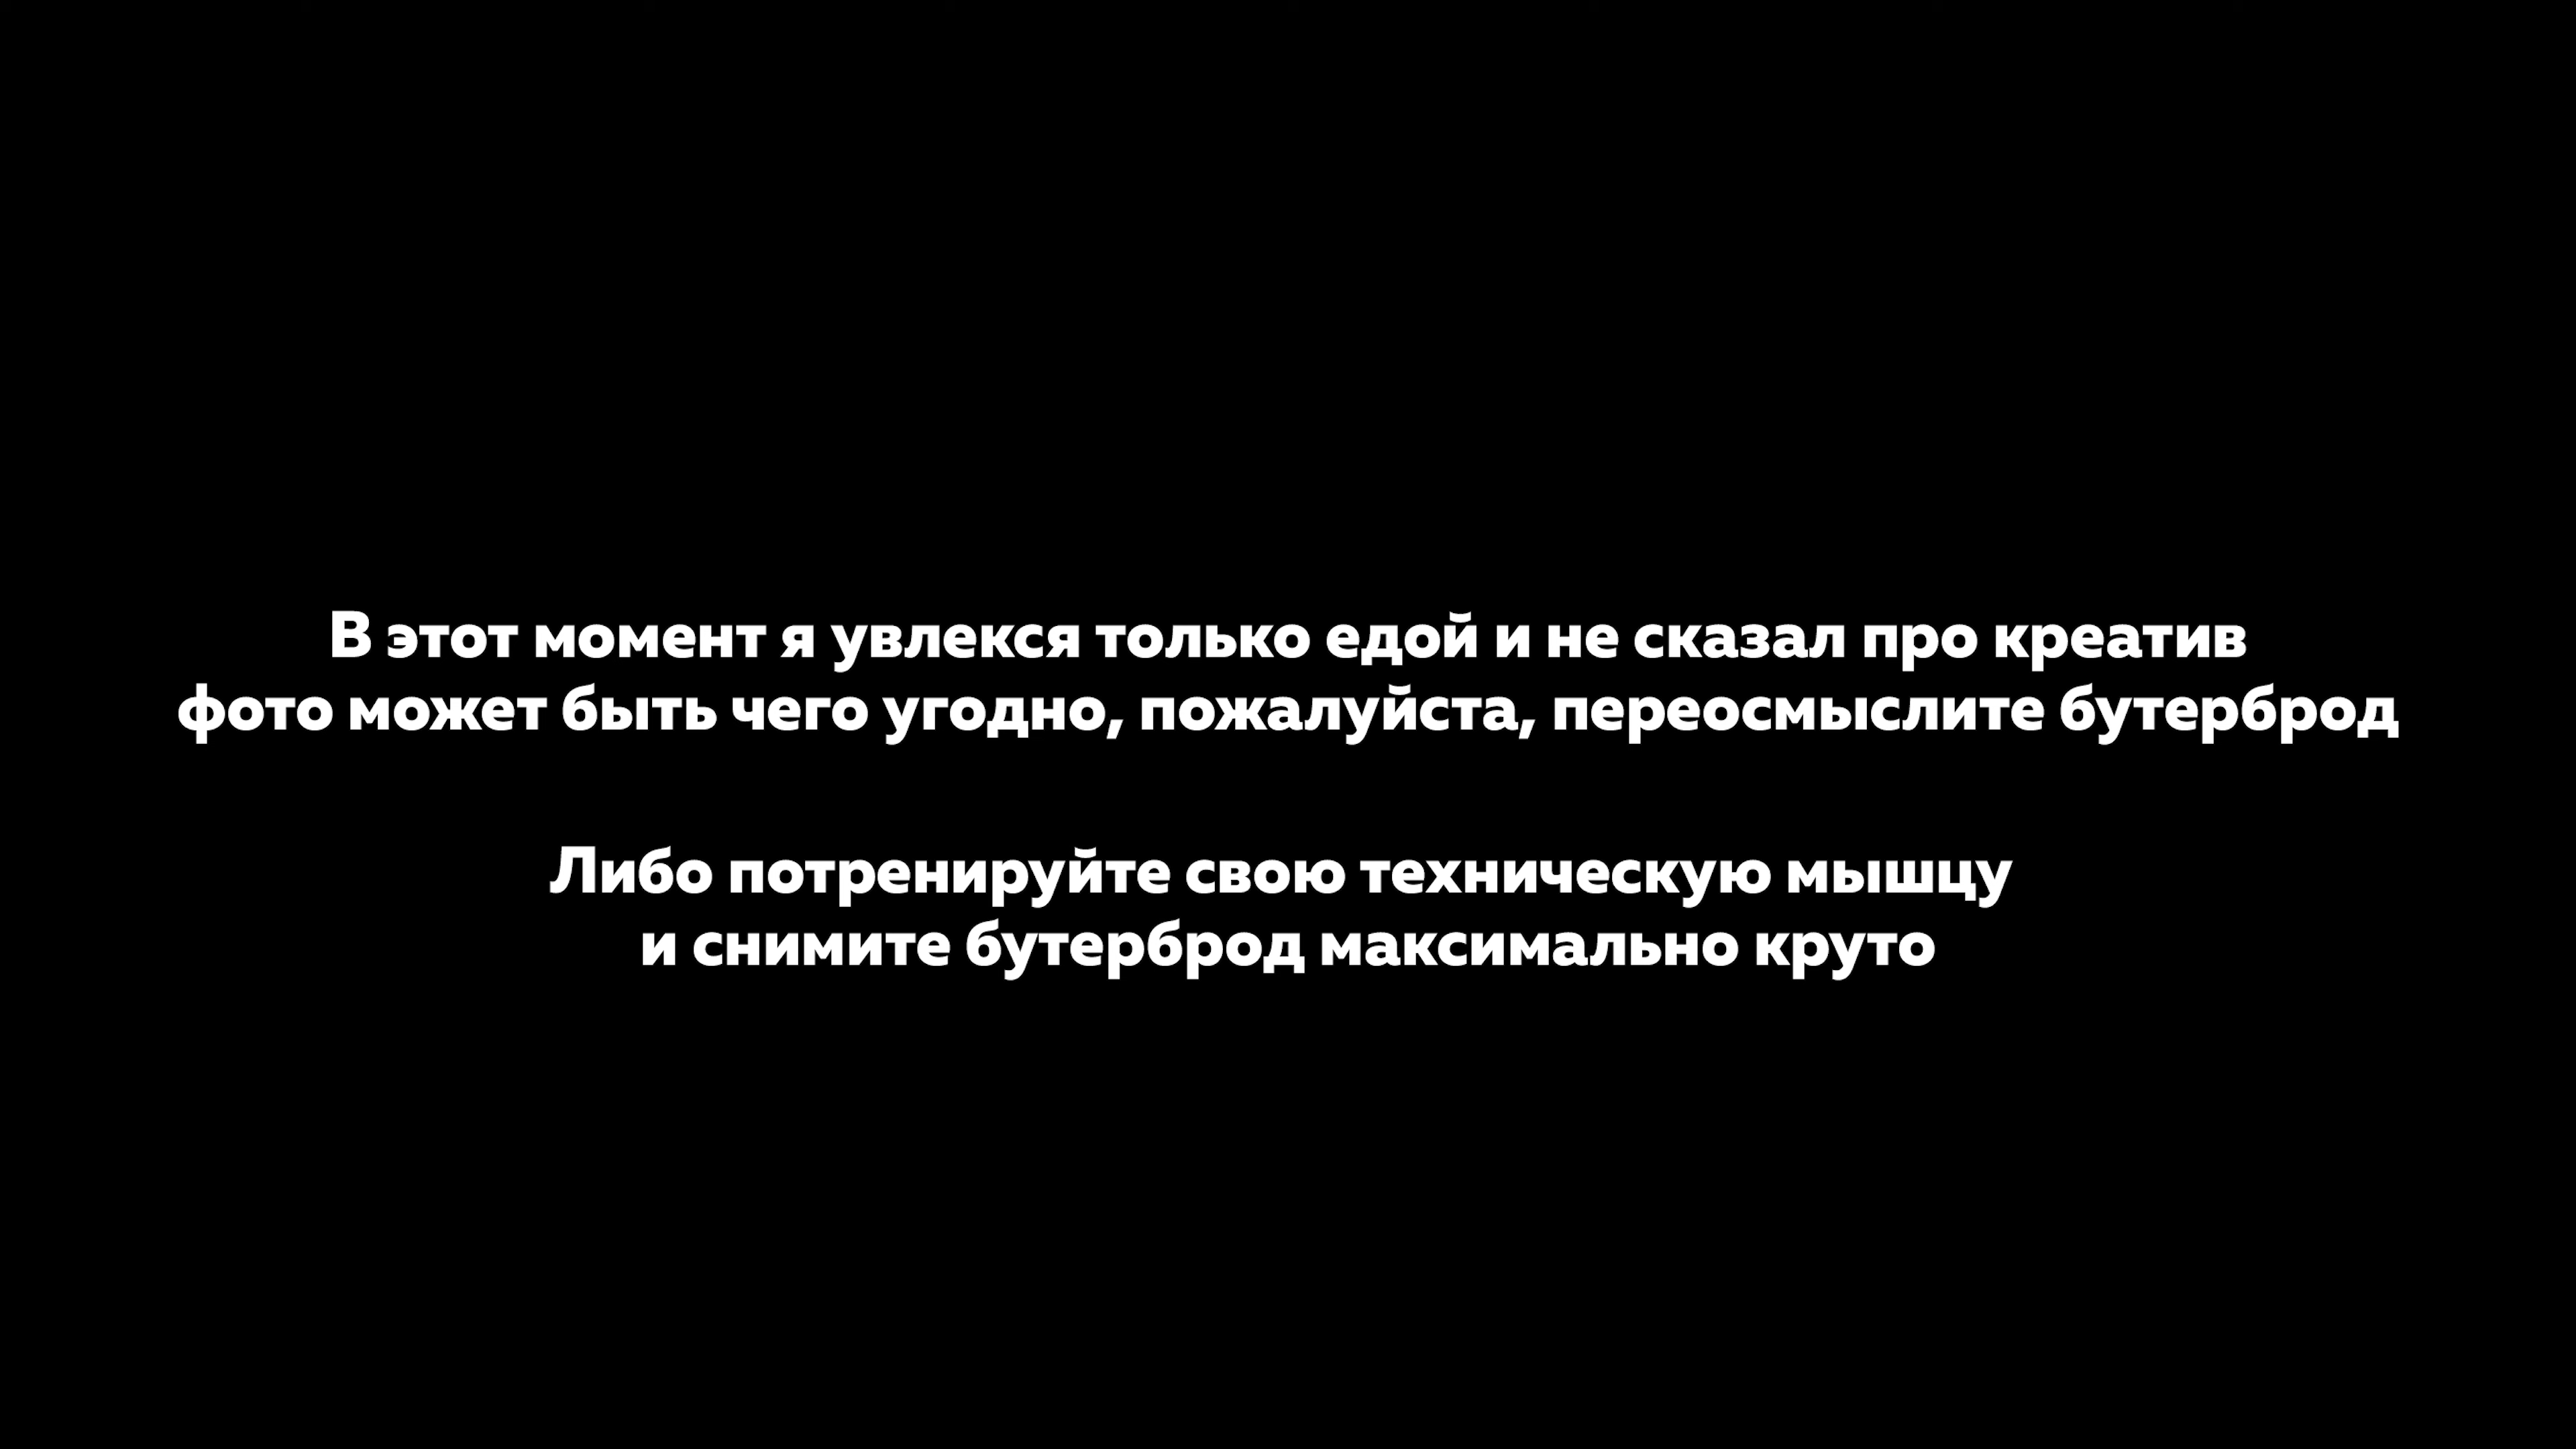 В этот момент я увлекся только едой и не сказал про креатив
фото может быть чего угодно, пожалуйста, переосмыслите бутерброд
Либо потренируйте свою техническую мышцу
и снимите бутерброд максимально круто